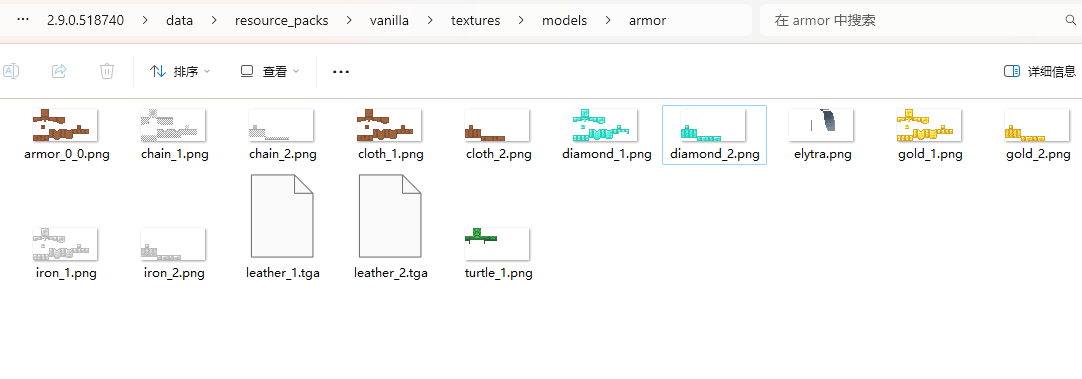 ··· > 2.9.0.518740 > data > resource_packs > vanilla > textures > models > armor
在 armor 中搜索
排序
查看
···
详细信息
armor_0_0.png chain_1.png chain_2.png cloth_1.png cloth_2.png diamond_1.png diamond_2.png elytra.png gold_1.png gold_2.png
iron_1.png iron_2.png leather_1.tga leather_2.tga turtle_1.png